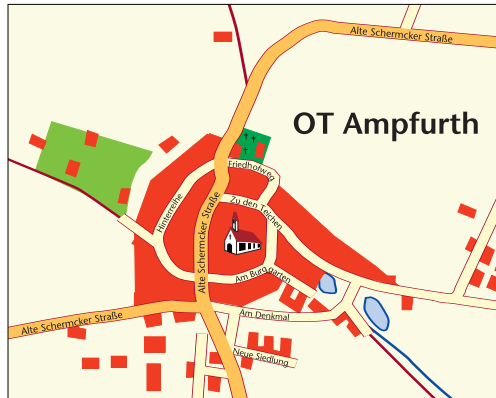 Alte Schermcker Straße
OT Ampfurth
Friedhofweg
Zu den Teichen
Hinterreihe
Alte Schermcker Straße
Am Burggarten
Alte Schermcker Straße
Am Denkmal
Neue Siedlung